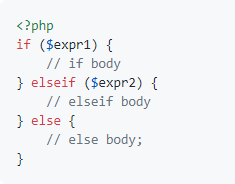 <?php
if ($expr1) {
    // if body
} elseif ($expr2) {
    // elseif body
} else {
    // else body;
}